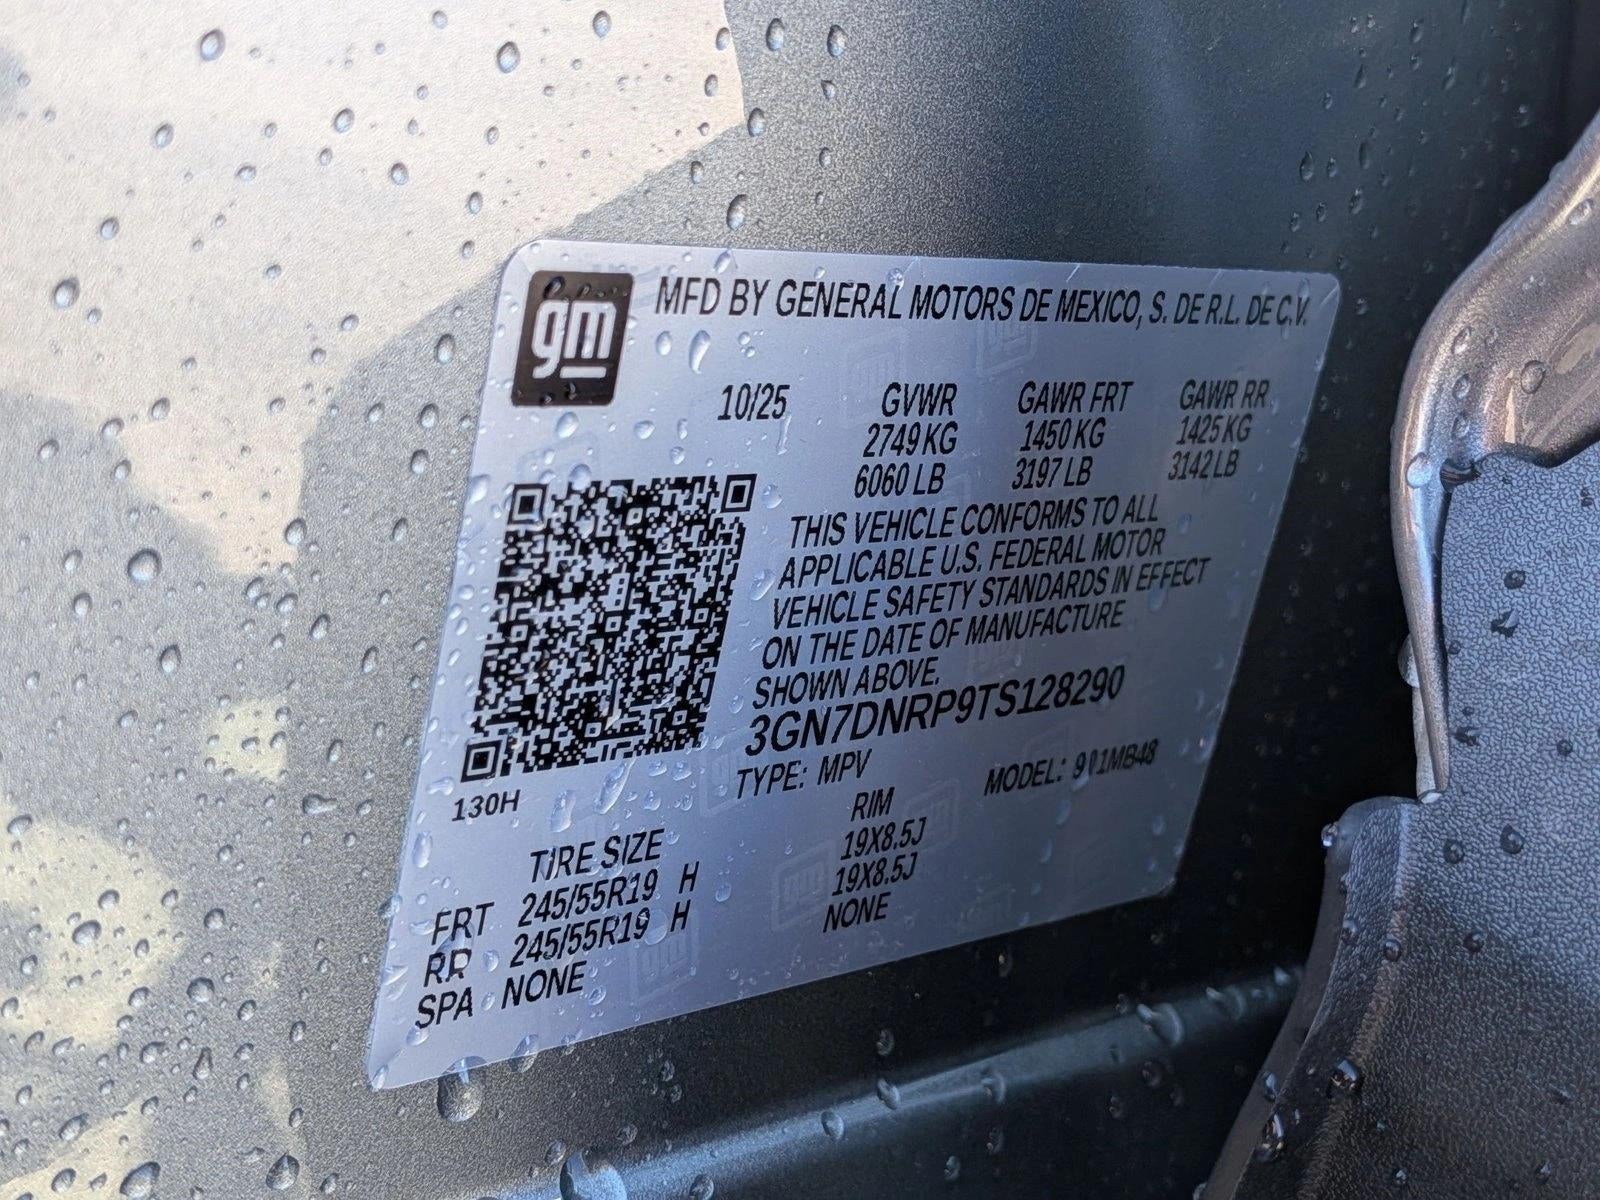 gm MFD BY GENERAL MOTORS DE MEXICO, S. DE R.L. DE C.V.
10/25 GVWR GAWR FRT GAWR RR
2749 KG 1450 KG 1425 KG
6060 LB 3197 LB 3142 LB
THIS VEHICLE CONFORMS TO ALL
APPLICABLE U.S. FEDERAL MOTOR
VEHICLE SAFETY STANDARDS IN EFFECT
ON THE DATE OF MANUFACTURE
SHOWN ABOVE.
3GN7DNRP9TS128290
TYPE: MPV MODEL: 901MB48
130H
TIRE SIZE RIM
FRT 245/55R19 H 19X8.5J
RR 245/55R19 H 19X8.5J
SPA NONE NONE